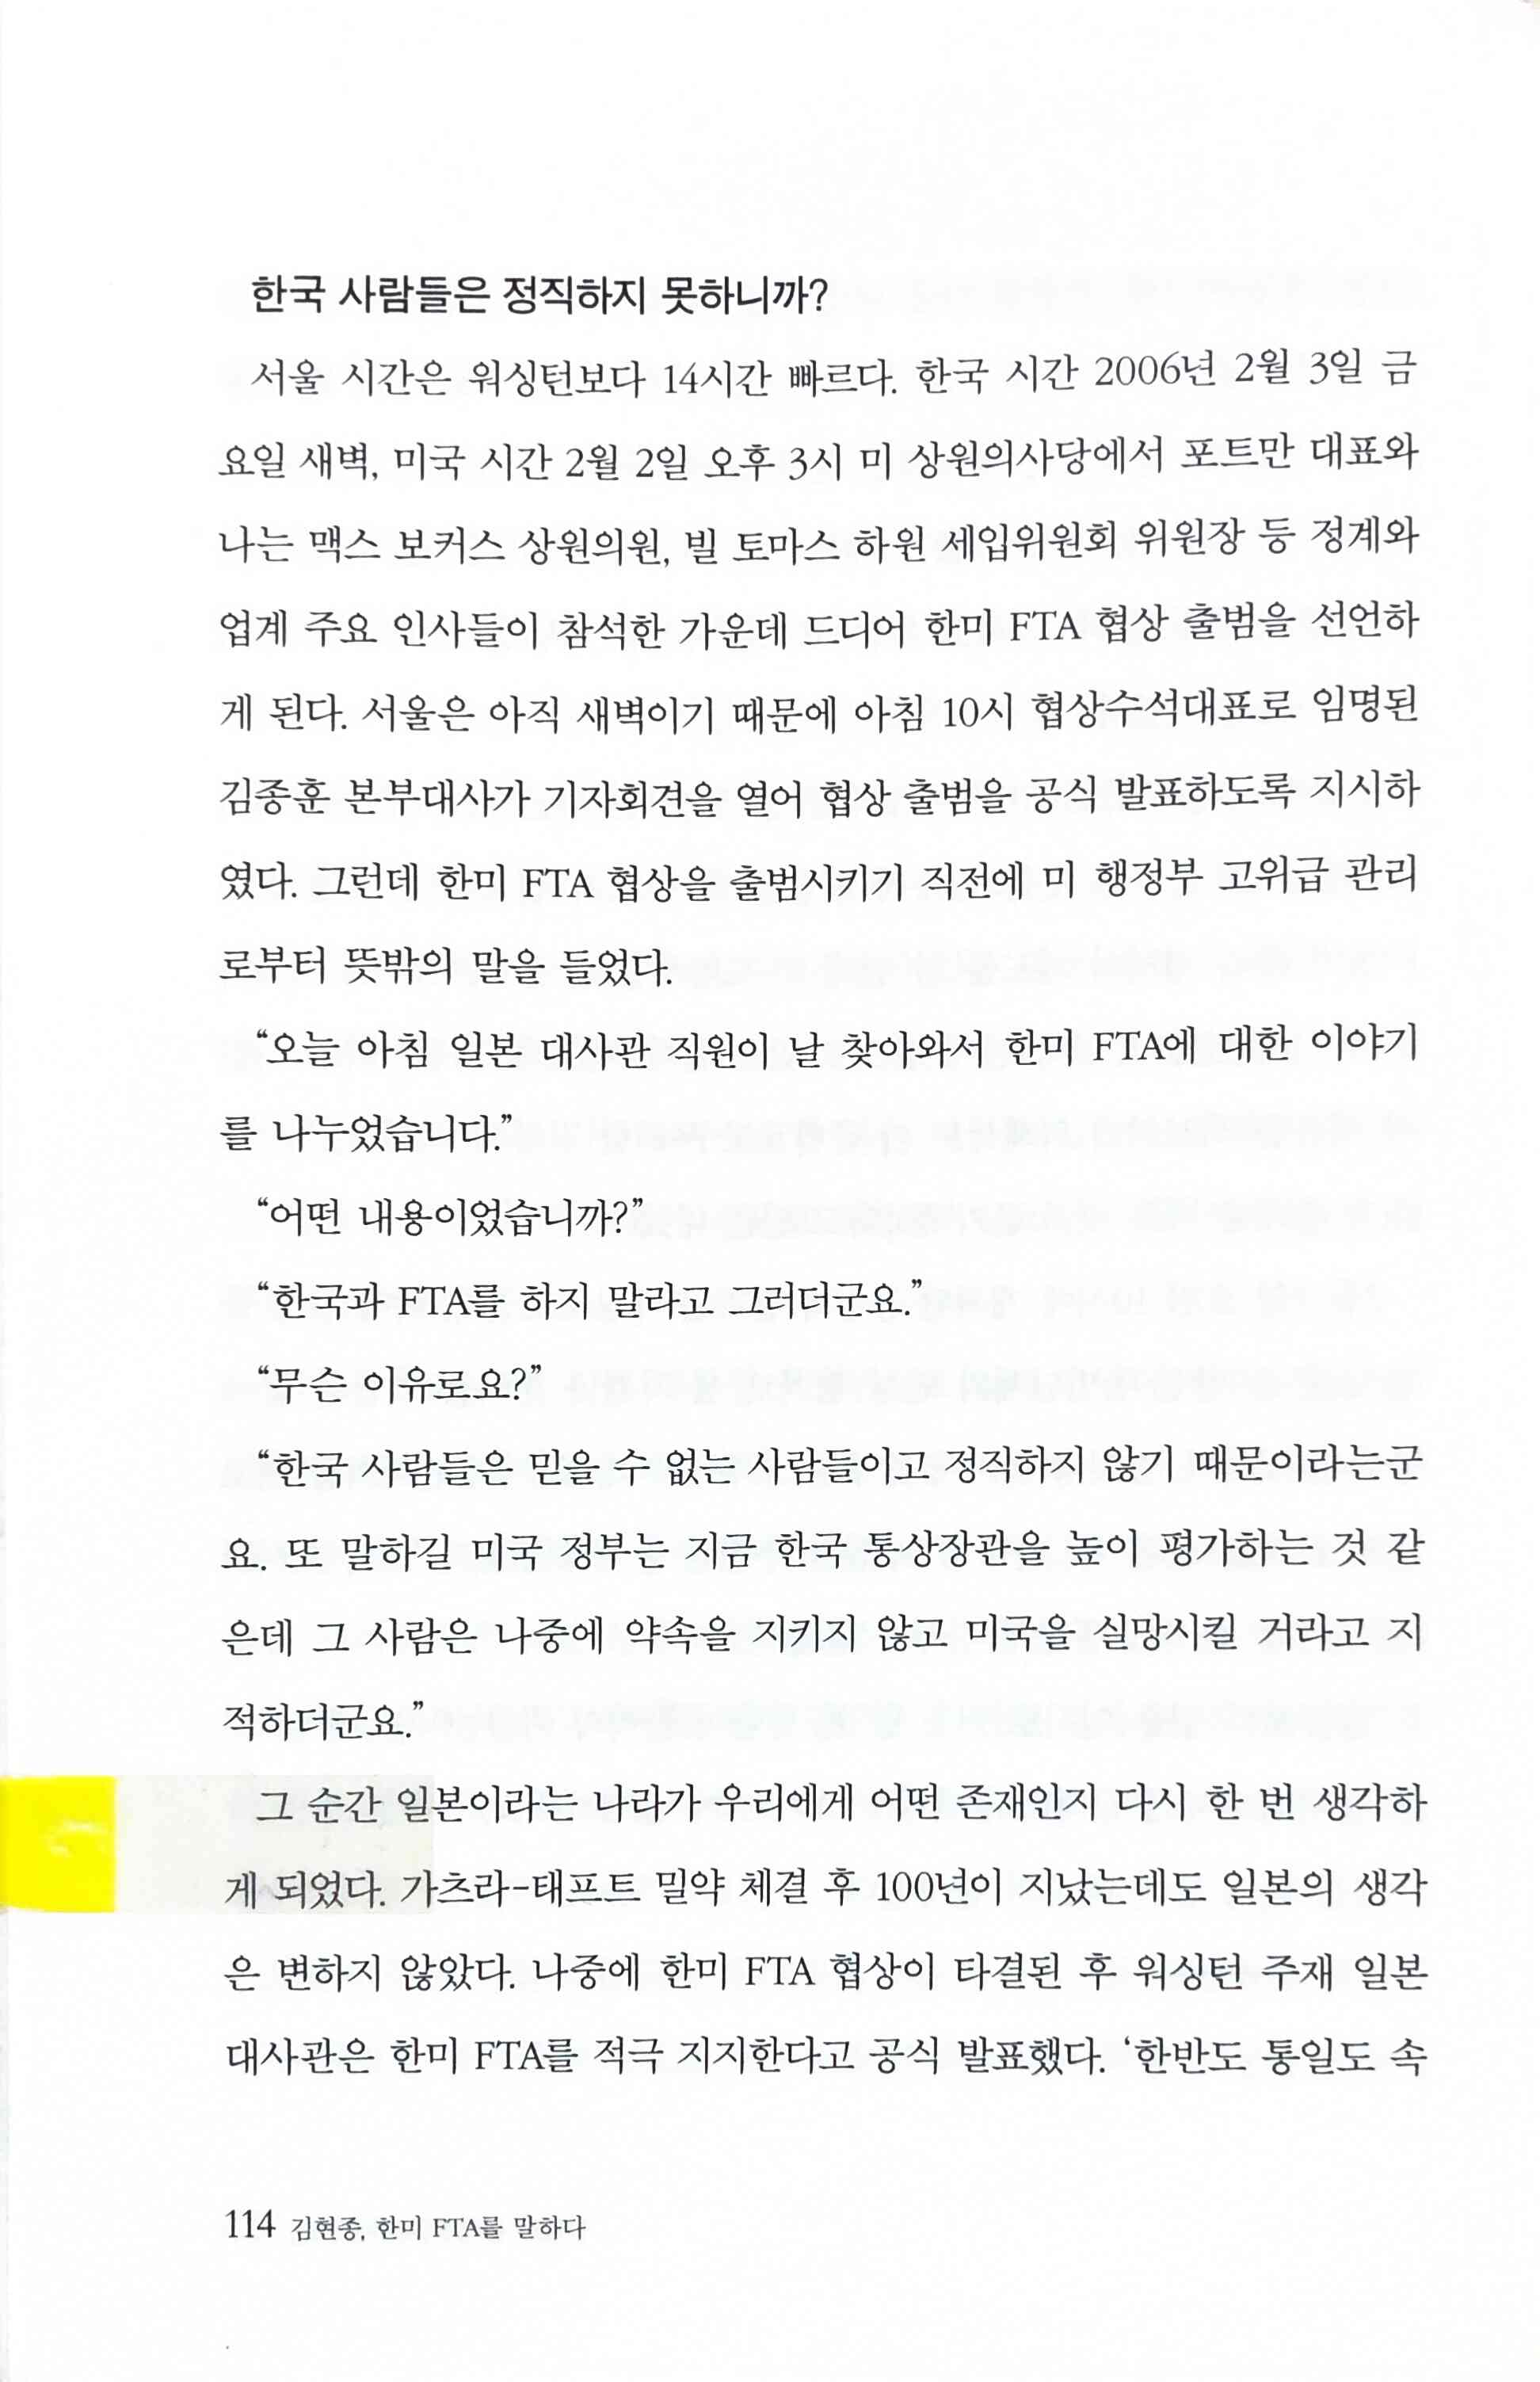 한국 사람들은 정직하지 못하니까?
서울 시간은 워싱턴보다 14시간 빠르다. 한국 시간 2006년 2월 3일 금
요일 새벽, 미국 시간 2월 2일 오후 3시 미 상원의사당에서 포트만 대표와
나는 맥스 보커스 상원의원, 빌 토마스 하원 세입위원회 위원장 등 정계와
업계 주요 인사들이 참석한 가운데 드디어 한미 FTA 협상 출범을 선언하
게 된다. 서울은 아직 새벽이기 때문에 아침 10시 협상수석대표로 임명된
김종훈 본부대사가 기자회견을 열어 협상 출범을 공식 발표하도록 지시하
였다. 그런데 한미 FTA 협상을 출범시키기 직전에 미 행정부 고위급 관리
로부터 뜻밖의 말을 들었다.
“오늘 아침 일본 대사관 직원이 날 찾아와서 한미 FTA에 대한 이야기
를 나누었습니다.”
“어떤 내용이었습니까?”
“한국과 FTA를 하지 말라고 그러더군요.”
“무슨 이유로요?”
“한국 사람들은 믿을 수 없는 사람들이고 정직하지 않기 때문이라는군
요. 또 말하길 미국 정부는 지금 한국 통상장관을 높이 평가하는 것 같
은데 그 사람은 나중에 약속을 지키지 않고 미국을 실망시킬 거라고 지
적하더군요.”
그 순간 일본이라는 나라가 우리에게 어떤 존재인지 다시 한 번 생각하
게 되었다. 가츠라-태프트 밀약 체결 후 100년이 지났는데도 일본의 생각
은 변하지 않았다. 나중에 한미 FTA 협상이 타결된 후 워싱턴 주재 일본
대사관은 한미 FTA를 적극 지지한다고 공식 발표했다. ‘한반도 통일도 속
114 김현종, 한미 FTA를 말하다